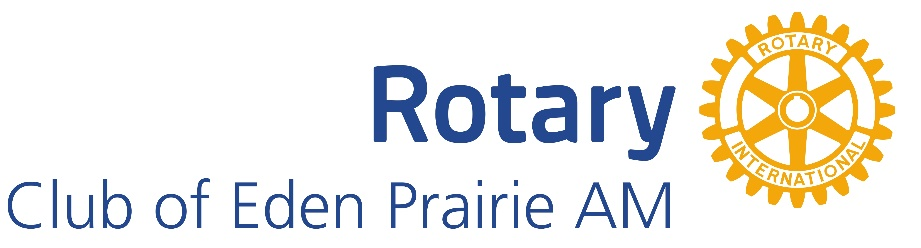 Rotary
Club of Eden Prairie AM
ROTARY
INTERNATIONAL